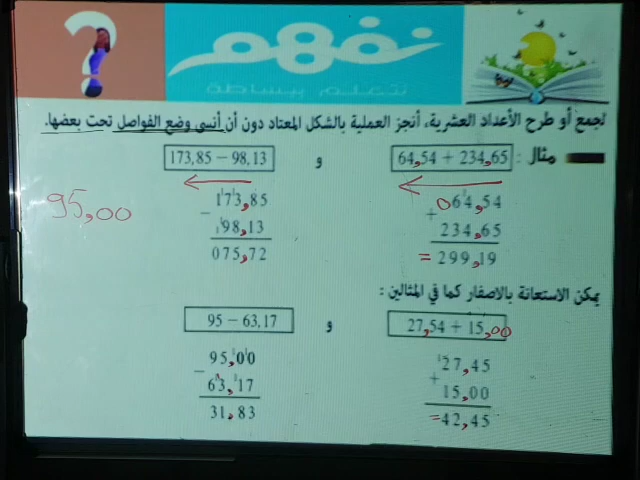 نفهم
نتعلم ببساطة
لجمع أو طرح الأعداد العشرية، أنجز العملية بالشكل المعتاد دون أن أنسى وضع الفواصل تحت بعضها.
مثال : 64,54 + 234,65 و 173,85 − 98,13
064,54
+
234,65
= 299,19
173,85
−
198,13
075,72
95,00
يمكن الاستعانة بالاصفار كما في المثالين :
27,54 + 15,00 و 95 − 63,17
127,45
+
15,00
=42,45
95,00
−
63,17
31,83